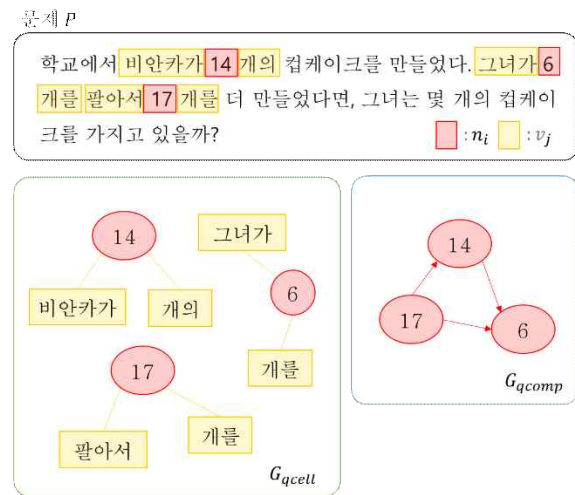 문제 P
학교에서 비안카가 14 개의 컵케이크를 만들었다. 그녀가 6
개를 팔아서 17 개를 더 만들었다면, 그녀는 몇 개의 컵케이
크를 가지고 있을까?
: n_i : v_j
14
그녀가
6
비안카가 개의
개를
17
팔아서 개를
G_qcell
14
17
6
G_qcomp